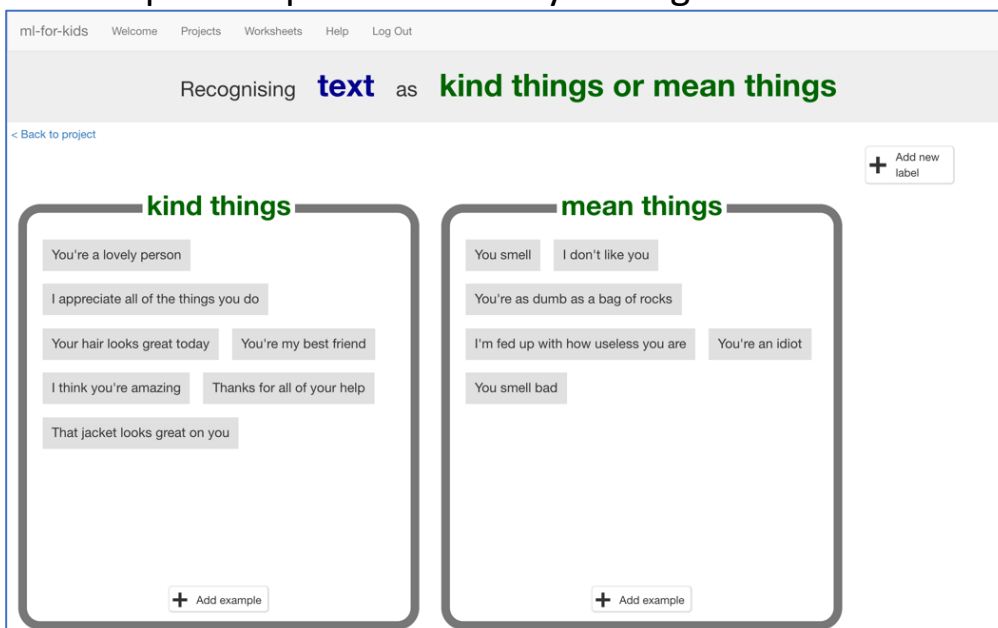 ml-for-kids Welcome Projects Worksheets Help Log Out
Recognising text as kind things or mean things
< Back to project
Add new
label
kind things
You're a lovely person
I appreciate all of the things you do
Your hair looks great today
You're my best friend
I think you're amazing
Thanks for all of your help
That jacket looks great on you
Add example
mean things
You smell
I don't like you
You're as dumb as a bag of rocks
I'm fed up with how useless you are
You're an idiot
You smell bad
Add example